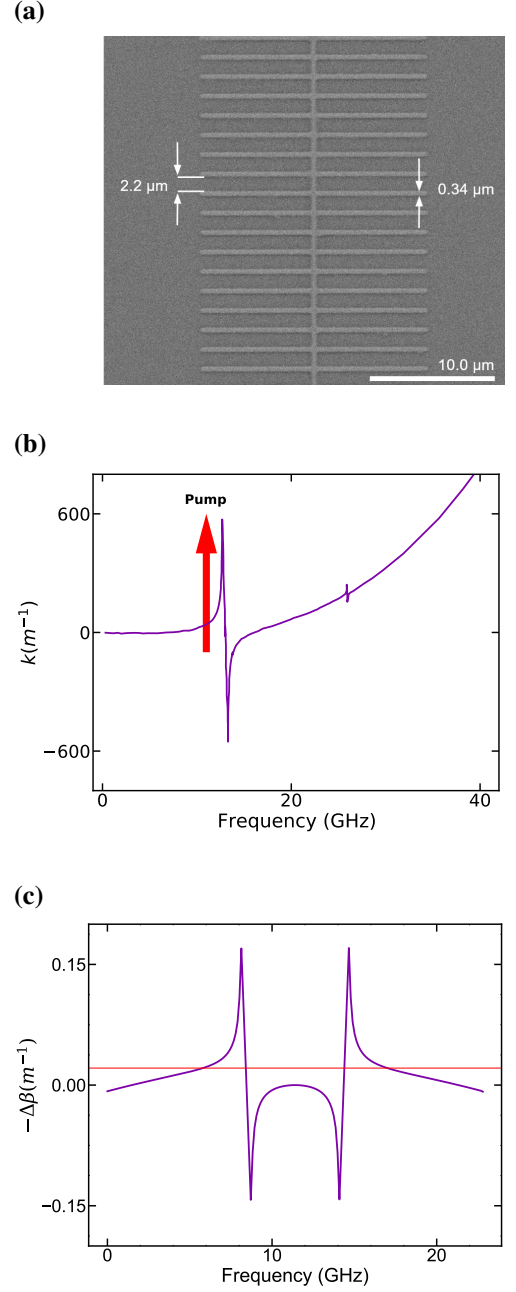 (a)
2.2 μm
0.34 μm
10.0 μm
(b)
Pump
600
0
−600
k(m⁻¹)
0 20 40
Frequency (GHz)
(c)
0.15
0.00
−0.15
−Δβ(m⁻¹)
0 10 20
Frequency (GHz)